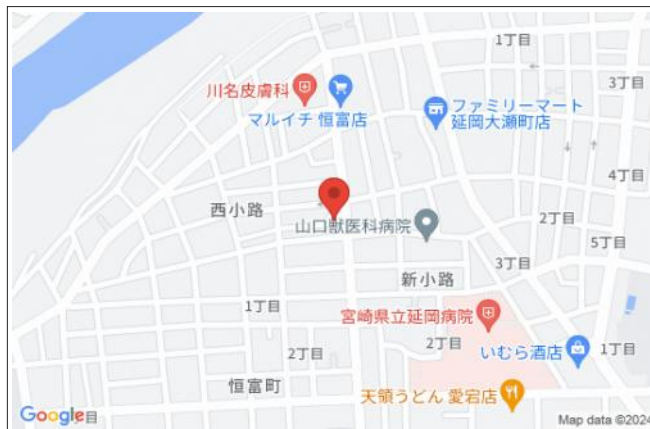 1丁目
3丁目
川名皮膚科
マルイチ 恒富店
ファミリーマート
延岡大瀬町店
4丁目
西小路
山口獣医科病院
2丁目
5丁目
3丁目
新小路
1丁目
宮崎県立延岡病院
2丁目
2丁目
いむら酒店
1丁目
恒富町
天領うどん 愛宕店
Google
目
Map data ©2024